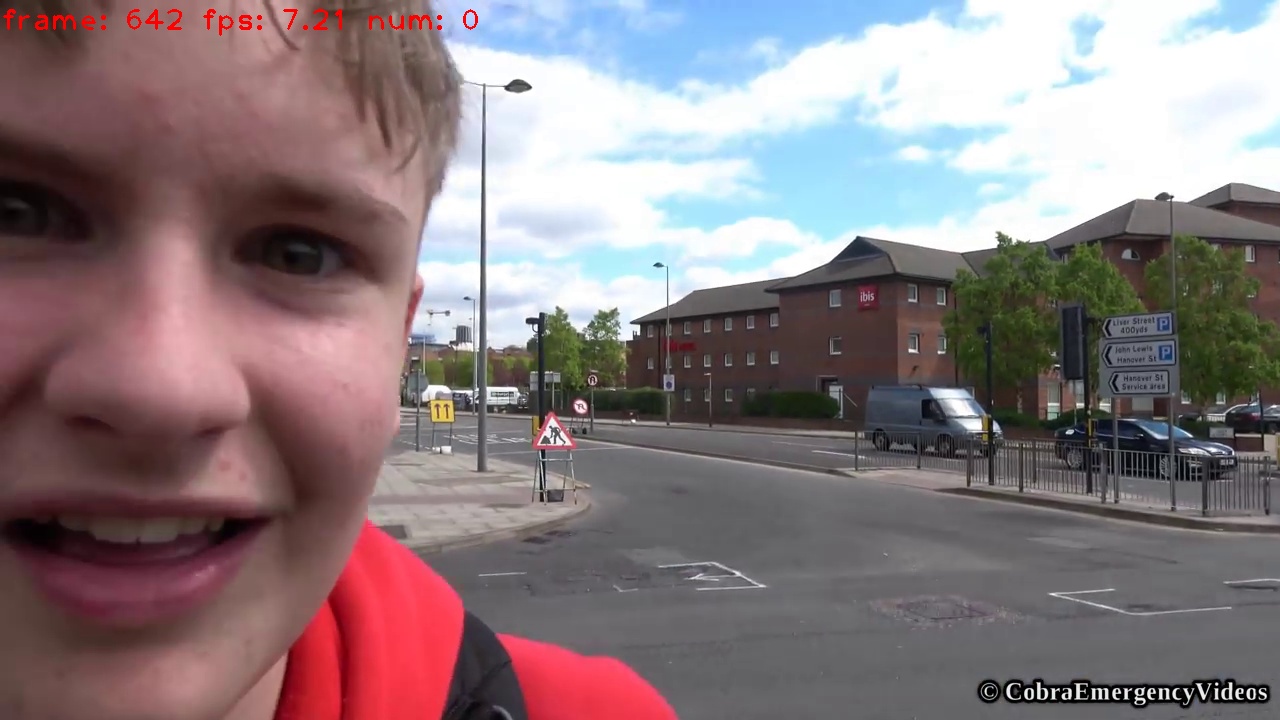 frame: 642 fps: 7.21 num: 0
ibis
Liver Street P
400yds
John Lewis P
Hanover St
Hanover St
Service area
© CobraEmergencyVideos